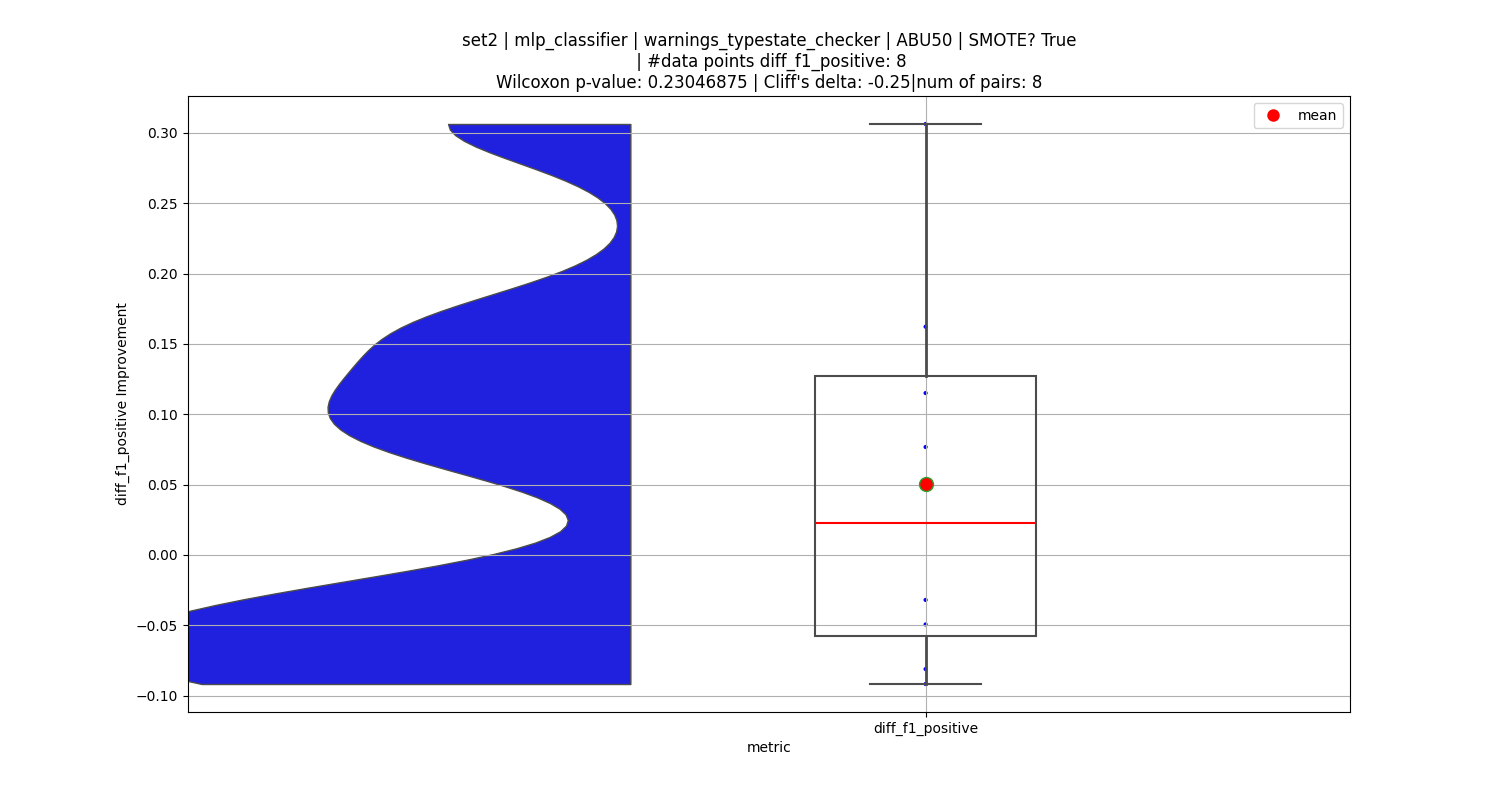 set2 | mlp_classifier | warnings_typestate_checker | ABU50 | SMOTE? True
| #data points diff_f1_positive: 8
Wilcoxon p-value: 0.23046875 | Cliff's delta: -0.25|num of pairs: 8
mean
0.30
0.25
0.20
0.15
0.10
0.05
0.00
−0.05
−0.10
diff_f1_positive Improvement
diff_f1_positive
metric